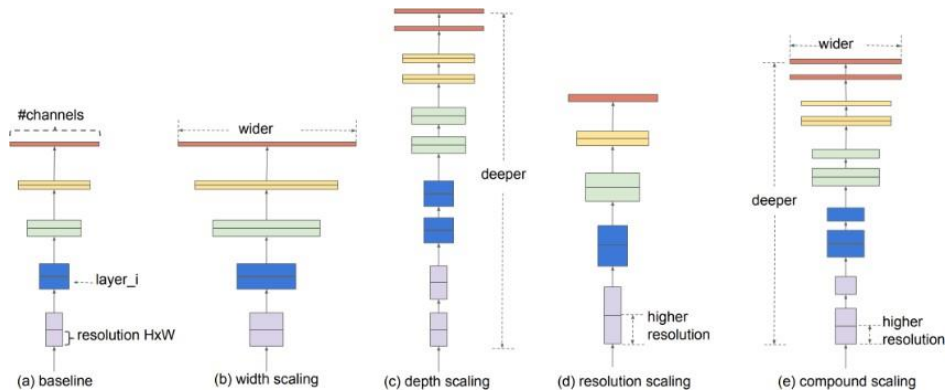 #channels
layer_i
resolution HxW
(a) baseline
wider
(b) width scaling
deeper
(c) depth scaling
higher
resolution
(d) resolution scaling
wider
deeper
higher
resolution
(e) compound scaling